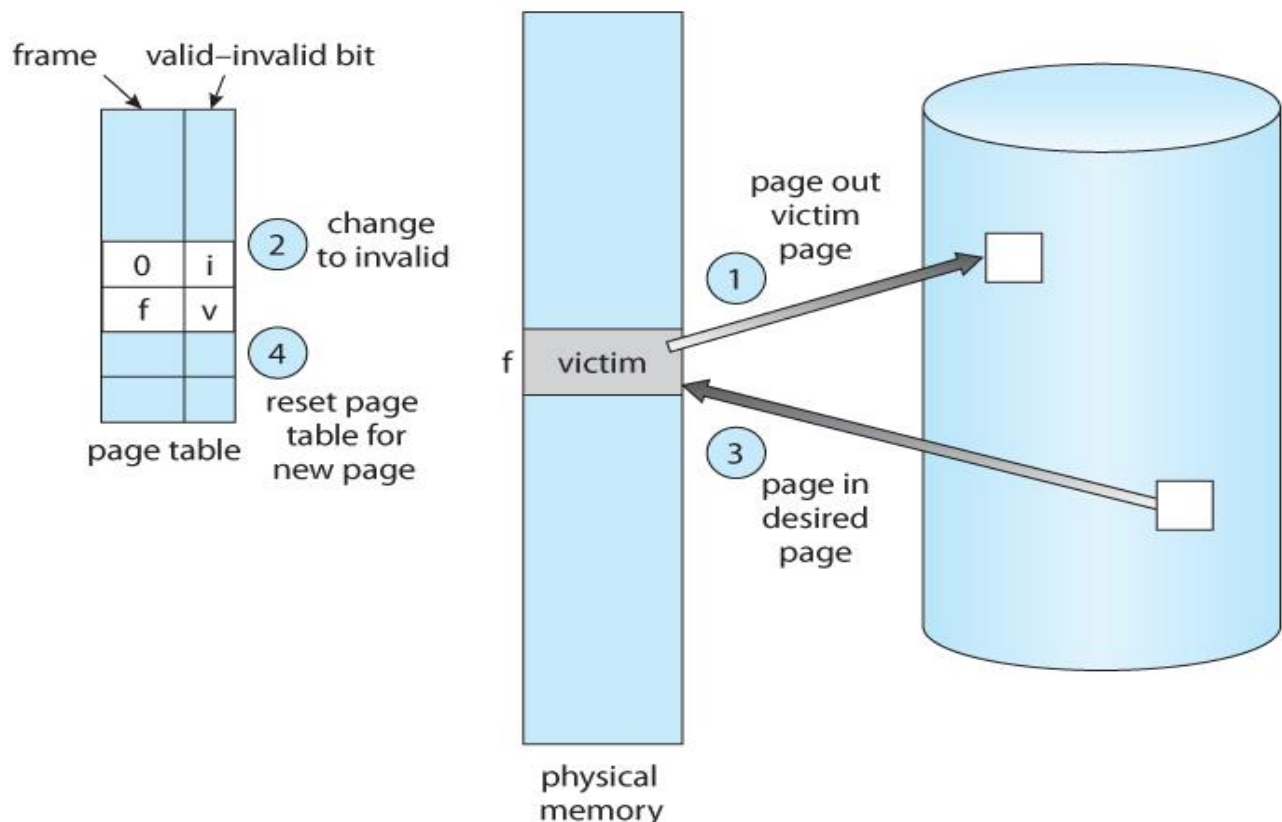 frame
valid–invalid bit
0
i
f
v
page table
2
change
to invalid
4
reset page
table for
new page
f
victim
physical
memory
page out
victim
page
1
3
page in
desired
page